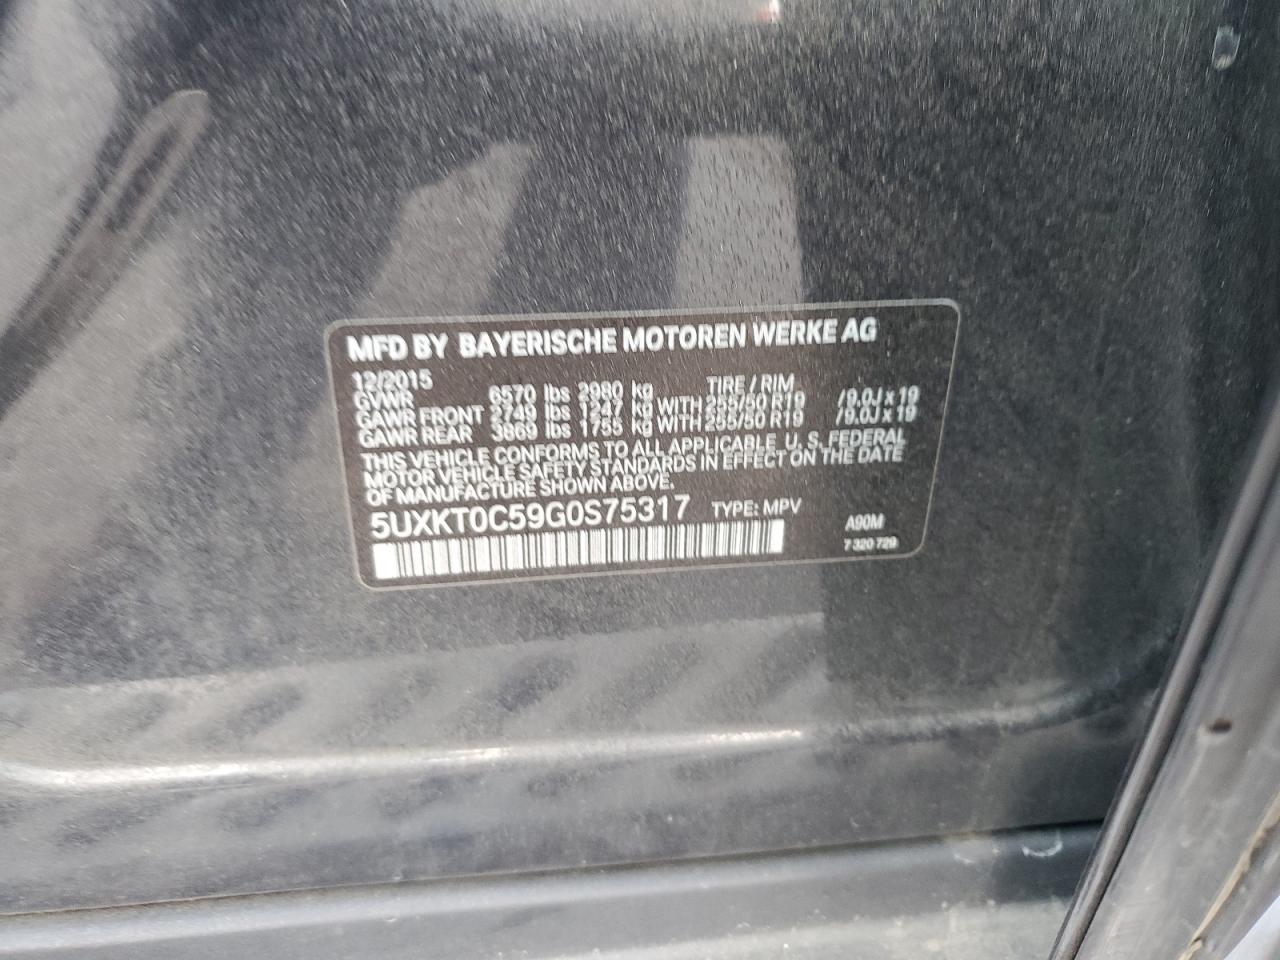 MFD BY BAYERISCHE MOTOREN WERKE AG
12/2015 TIRE / RIM
GVWR 6570 lbs 2980 kg
GAWR FRONT 2749 lbs 1247 kg WITH 255/50 R19 /9.0J x 19
GAWR REAR 3869 lbs 1755 kg WITH 255/50 R19 /9.0J x 19
THIS VEHICLE CONFORMS TO ALL APPLICABLE U. S. FEDERAL
MOTOR VEHICLE SAFETY STANDARDS IN EFFECT ON THE DATE
OF MANUFACTURE SHOWN ABOVE.
5UXKT0C59G0S75317 TYPE: MPV
A90M
7 320 729